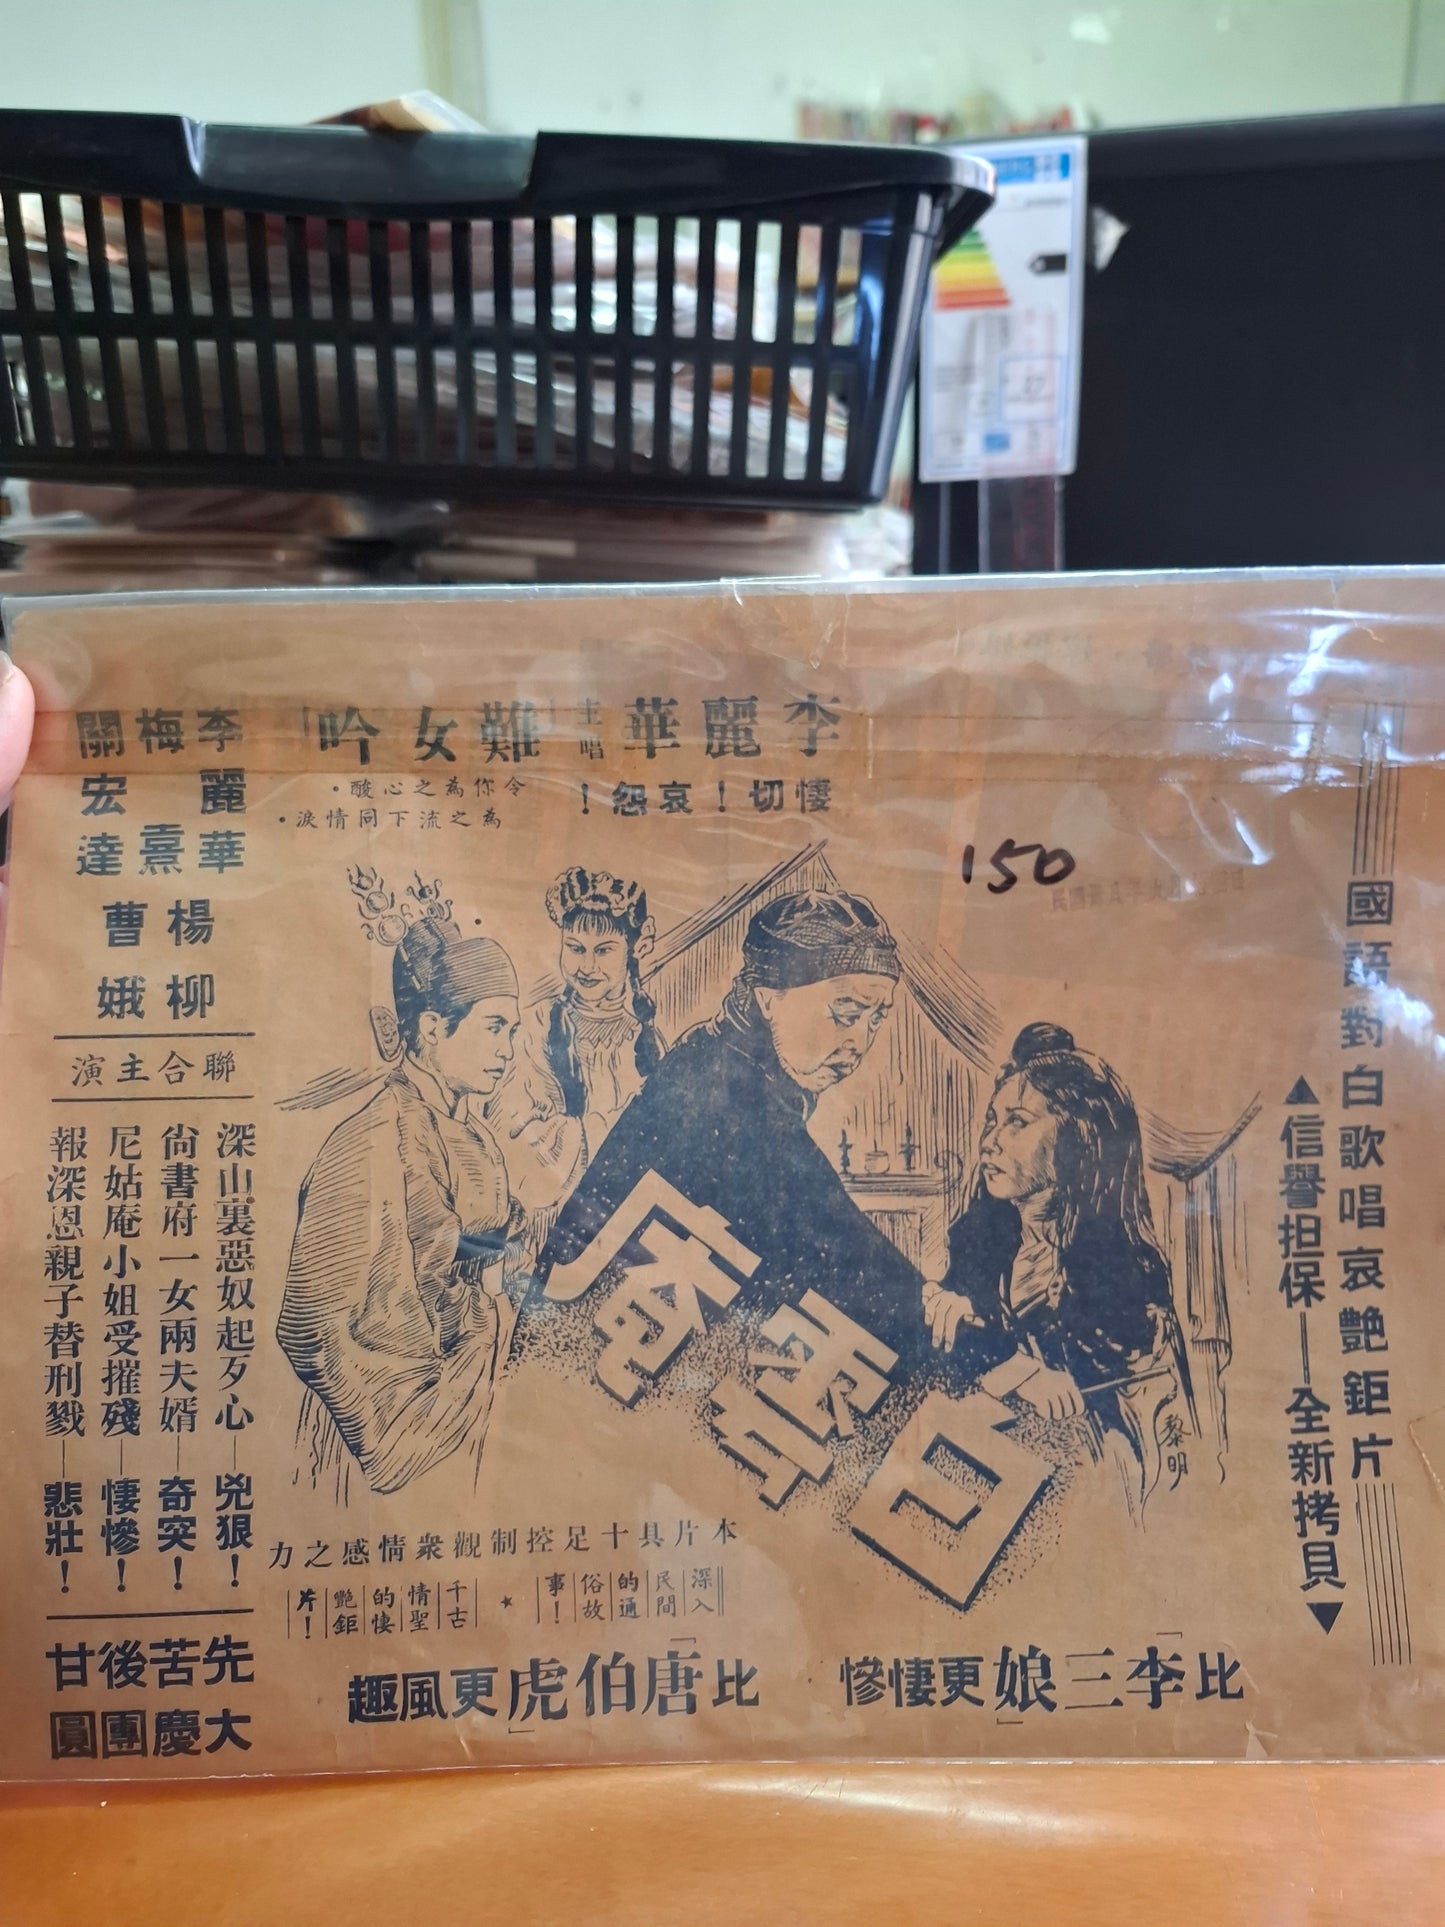 國語對白歌唱哀艷鉅片
▲信譽担保——全新拷貝▼
李麗華主唱「難女吟」
悽切！哀怨！
令你為之心酸·
為之流下同情淚·
150
白雲庵
黎明
李麗華
梅熹
關宏達
楊柳
曹娥
聯合主演
深山裏惡奴起歹心—兇狠！
尚書府一女兩夫婿—奇突！
尼姑庵小姐受摧殘—悽慘！
報深恩親子替刑戮—悲壯！
先苦後甘
大慶團圓
本片具十足控制觀衆情感之力
深入民間的通俗故事！
★
千古情聖的悽艷鉅片！
比「李三娘」更悽慘
比「唐伯虎」更風趣